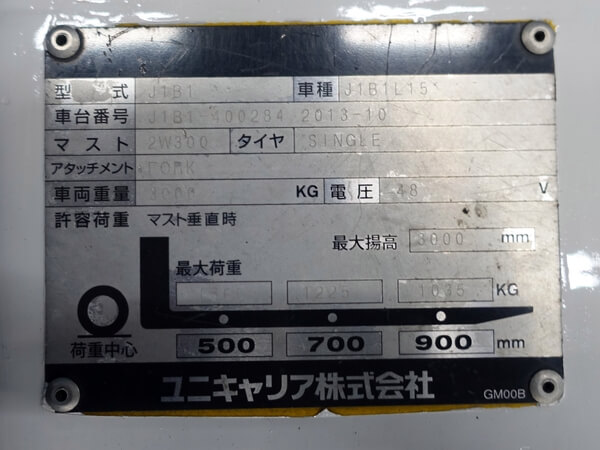 型 式 J1B1 車種 J1B1L15
車台番号 J1B1-400284 2013-10
マスト 2W300 タイヤ SINGLE
アタッチメント FORK
車両重量 KG 電圧 48 V
許容荷重 マスト垂直時
最大揚高 3000 mm
最大荷重
1225 1035 KG
荷重中心 500 700 900 mm
ユニキャリア株式会社
GM00B